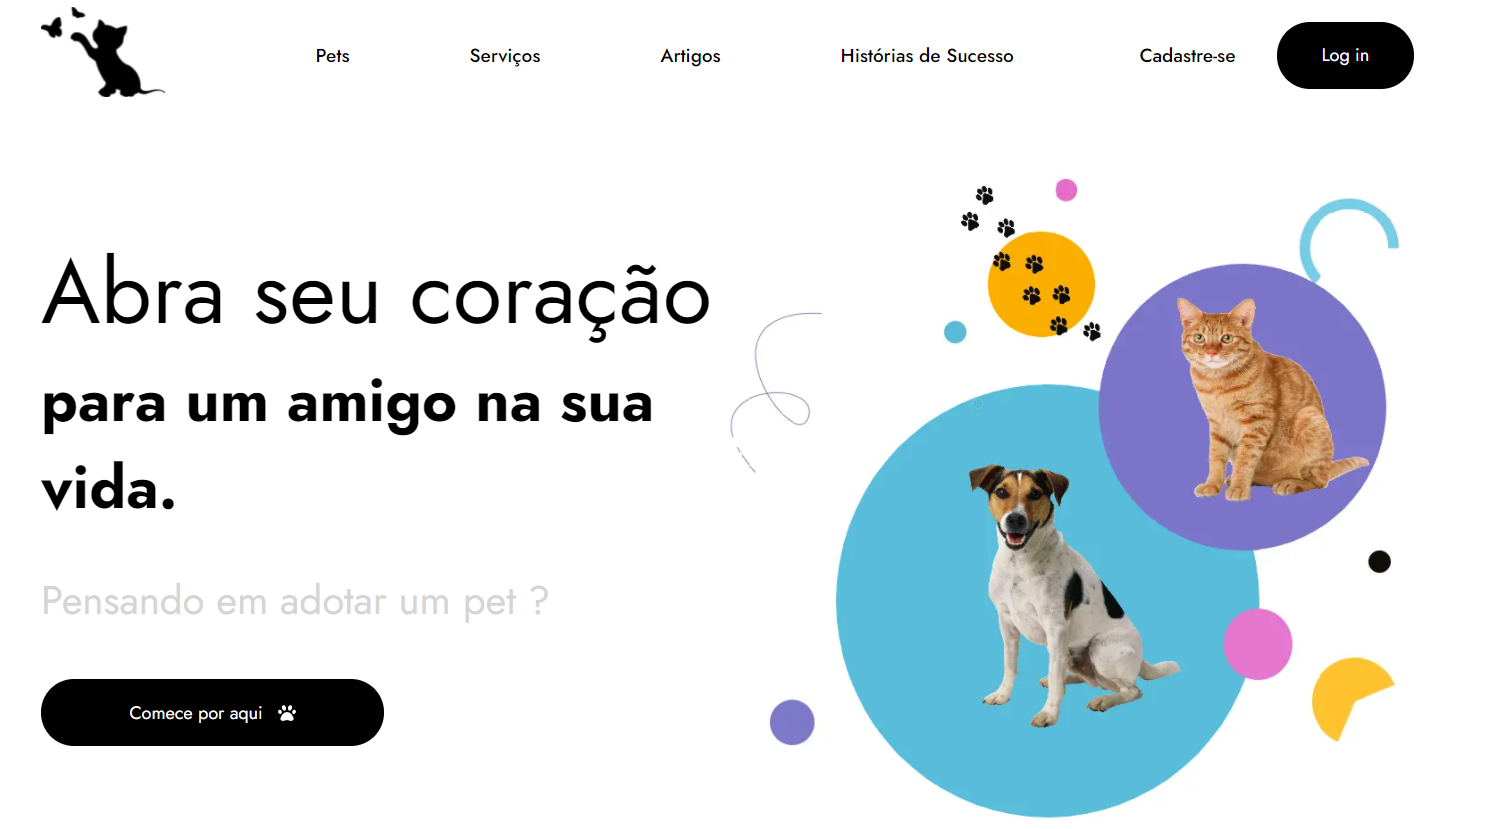 Pets
Serviços
Artigos
Histórias de Sucesso
Cadastre-se
Log in
Abra seu coração
para um amigo na sua
vida.
Pensando em adotar um pet ?
Comece por aqui